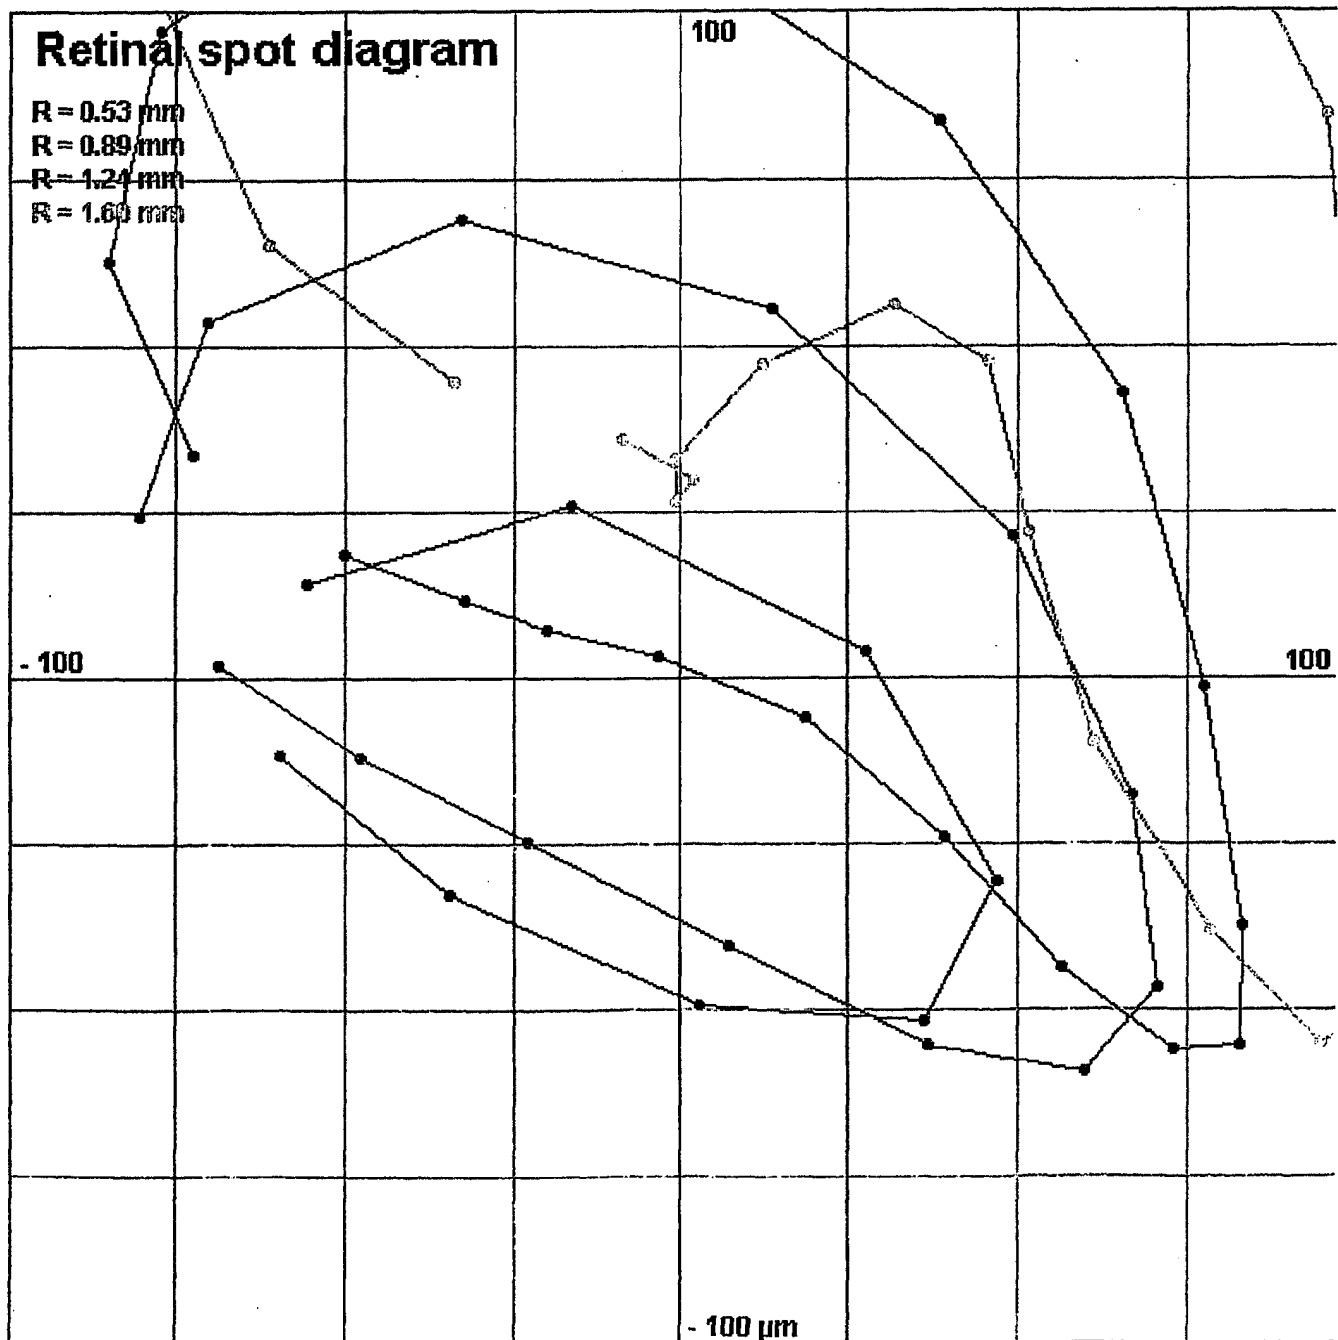 Retinal spot diagram
100
R = 0.53 mm
R = 0.89 mm
R = 1.24 mm
R = 1.60 mm
- 100
100
- 100 µm